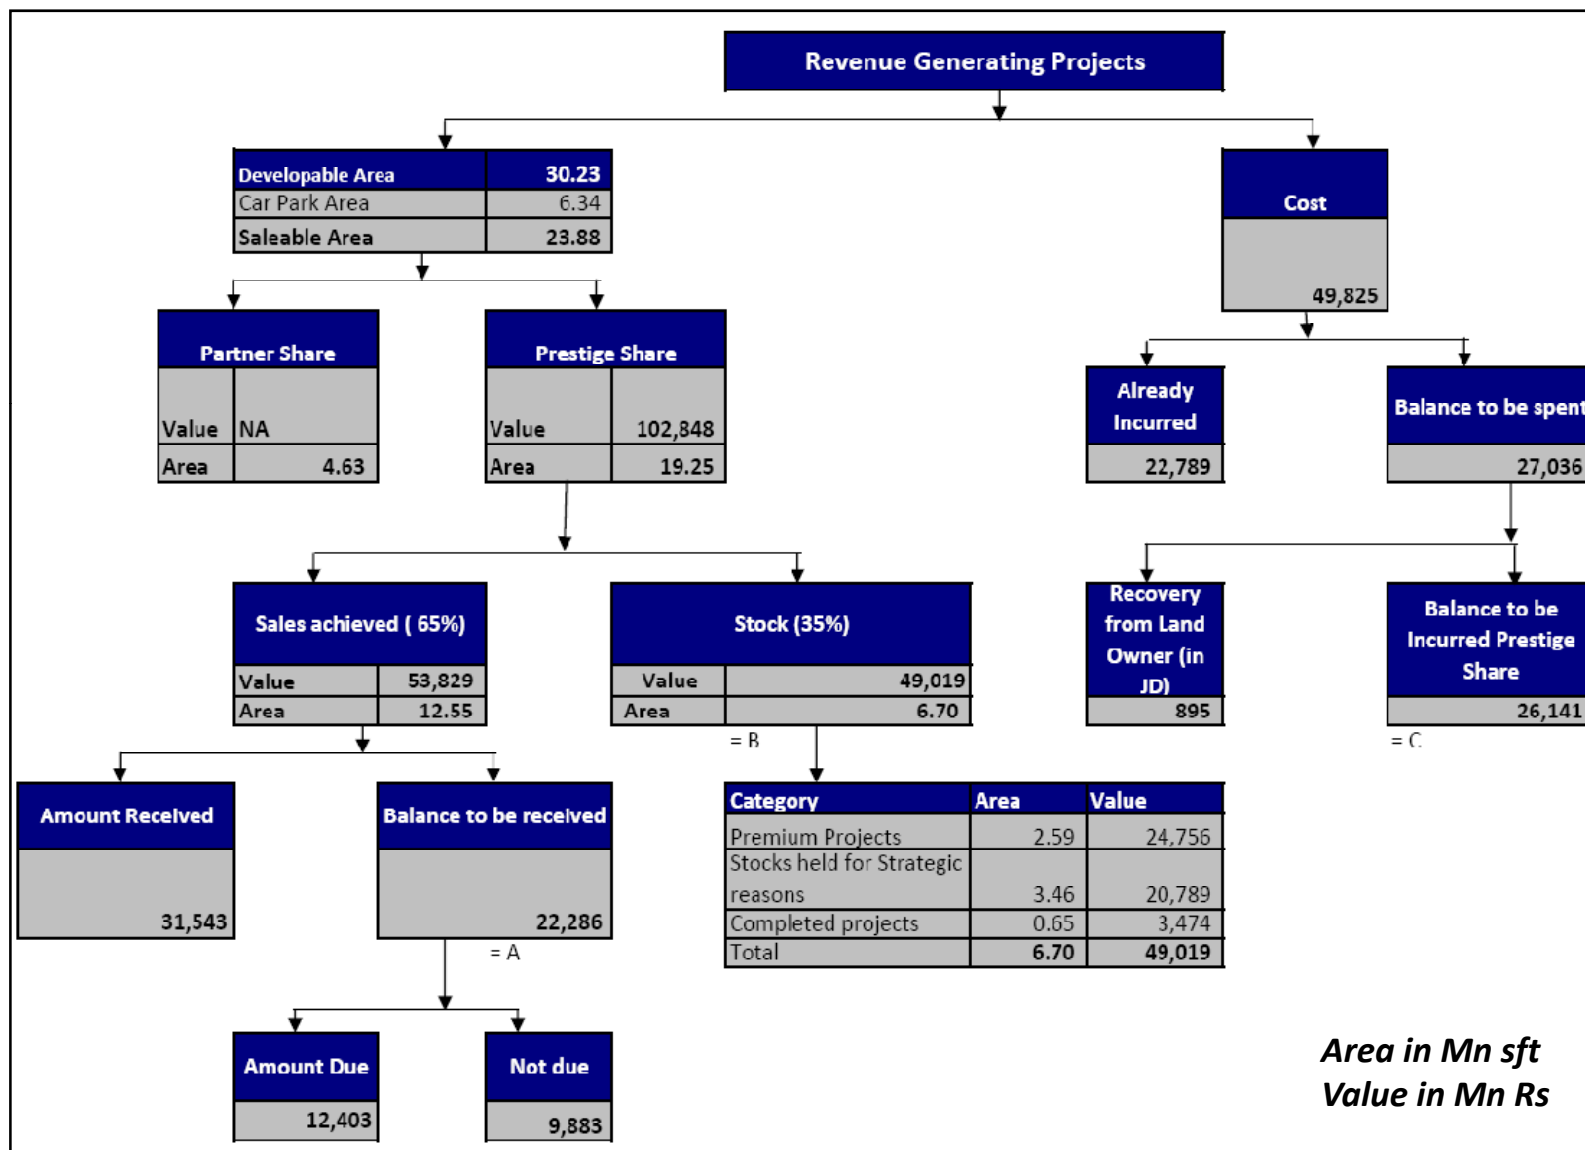 Revenue Generating Projects
Developable Area 30.23
Car Park Area 6.34
Saleable Area 23.88
Cost
49,825
Partner Share
Value NA
Area 4.63
Prestige Share
Value 102,848
Area 19.25
Already
Incurred
22,789
Balance to be spent
27,036
Sales achieved ( 65%)
Value 53,829
Area 12.55
Stock (35%)
Value 49,019
Area 6.70
= B
Recovery
from Land
Owner (in
JD)
895
Balance to be
Incurred Prestige
Share
26,141
= C
Amount Received
31,543
Balance to be received
22,286
= A
Category Area Value
Premium Projects 2.59 24,756
Stocks held for Strategic
reasons 3.46 20,789
Completed projects 0.65 3,474
Total 6.70 49,019
Amount Due
12,403
Not due
9,883
Area in Mn sft
Value in Mn Rs